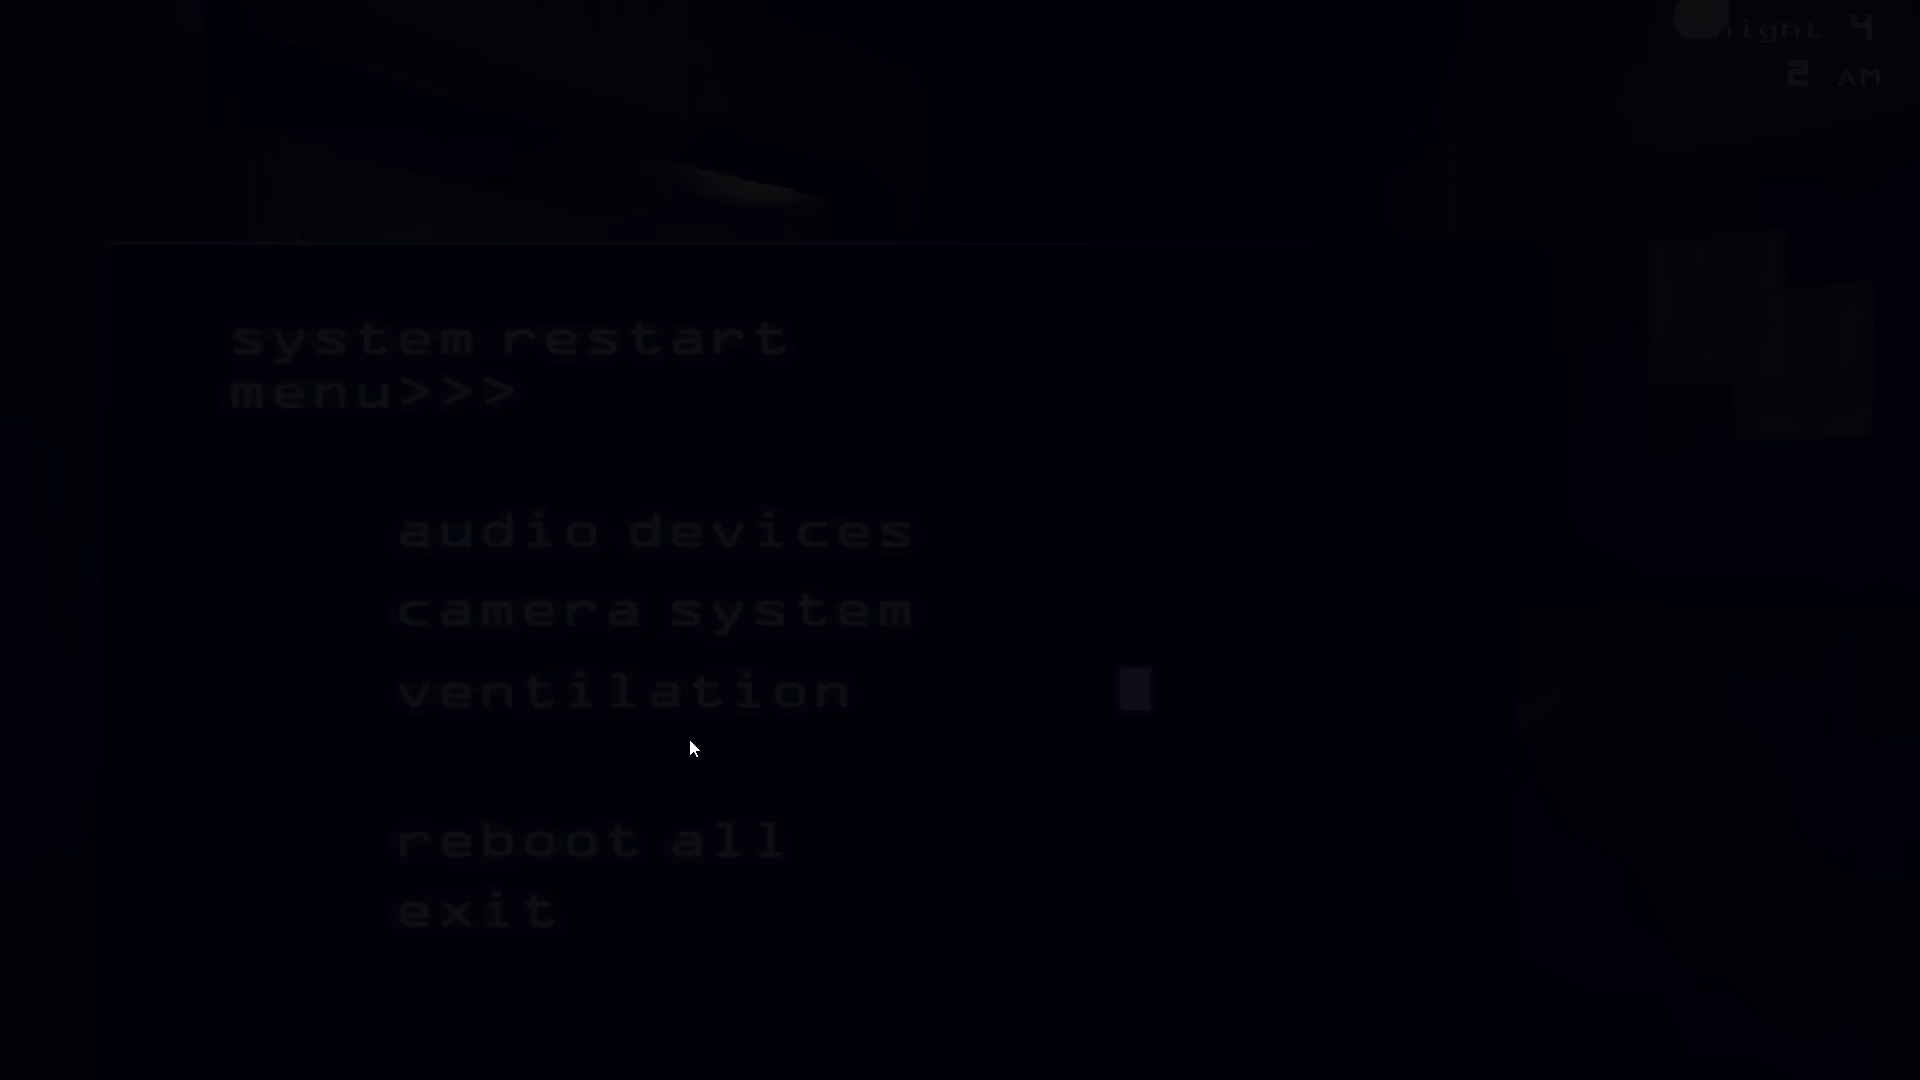 night 4
2 AM
system restart
menu>>>
audio devices
camera system
ventilation
reboot all
exit